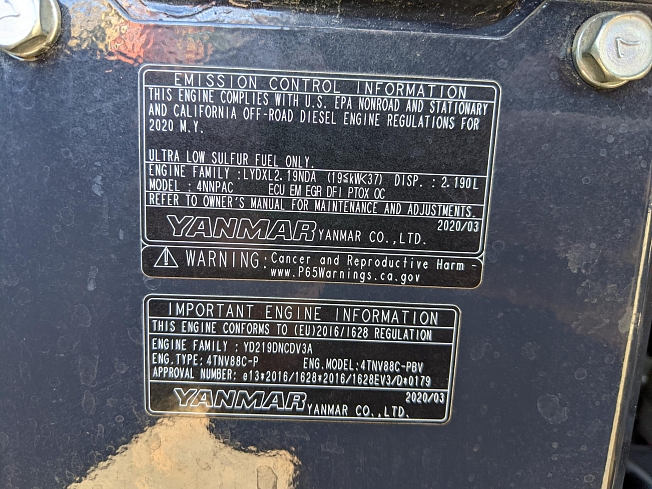 EMISSION CONTROL INFORMATION
THIS ENGINE COMPLIES WITH U.S. EPA NONROAD AND STATIONARY
AND CALIFORNIA OFF-ROAD DIESEL ENGINE REGULATIONS FOR
2020 M.Y.
ULTRA LOW SULFUR FUEL ONLY.
ENGINE FAMILY : LYDXL2.19NDA (19≤kW<37) DISP. : 2.190L
MODEL : 4NNPAC ECU EM EGR DFI PTOX OC
REFER TO OWNER'S MANUAL FOR MAINTENANCE AND ADJUSTMENTS.
2020/03
YANMAR YANMAR CO.,LTD.
WARNING: Cancer and Reproductive Harm -
www.P65Warnings.ca.gov
IMPORTANT ENGINE INFORMATION
THIS ENGINE CONFORMS TO (EU)2016/1628 REGULATION
ENGINE FAMILY : YD219DNCDV3A
ENG.TYPE: 4TNV88C-P ENG.MODEL: 4TNV88C-PBV
APPROVAL NUMBER: e13*2016/1628*2016/1628EV3/D*0179
2020/03
YANMAR YANMAR CO.,LTD.
7